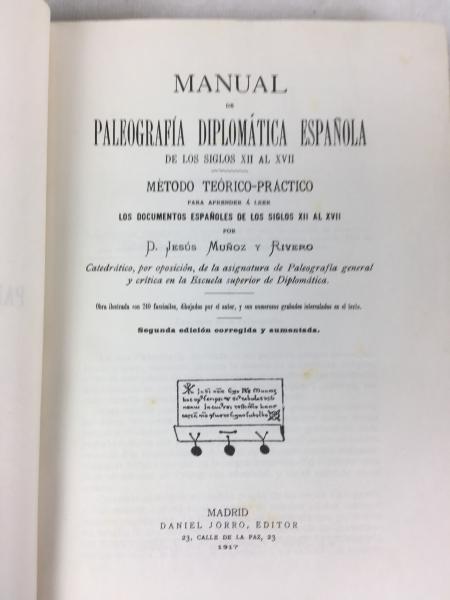 MANUAL
DE
PALEOGRAFÍA DIPLOMÁTICA ESPAÑOLA
DE LOS SIGLOS XII AL XVII
MÉTODO TEÓRICO-PRÁCTICO
PARA APRENDER Á LEER
LOS DOCUMENTOS ESPAÑOLES DE LOS SIGLOS XII AL XVII
POR
D. JESÚS MUÑOZ Y RIVERO
Catedrático, por oposición, de la asignatura de Paleografía general
y crítica en la Escuela superior de Diplomática.
Obra ilustrada con 240 facsímiles, dibujados por el autor, y con numerosos grabados intercalados en el texto.
Segunda edición corregida y aumentada.
MADRID
DANIEL JORRO, EDITOR
23, CALLE DE LA PAZ, 23
1917